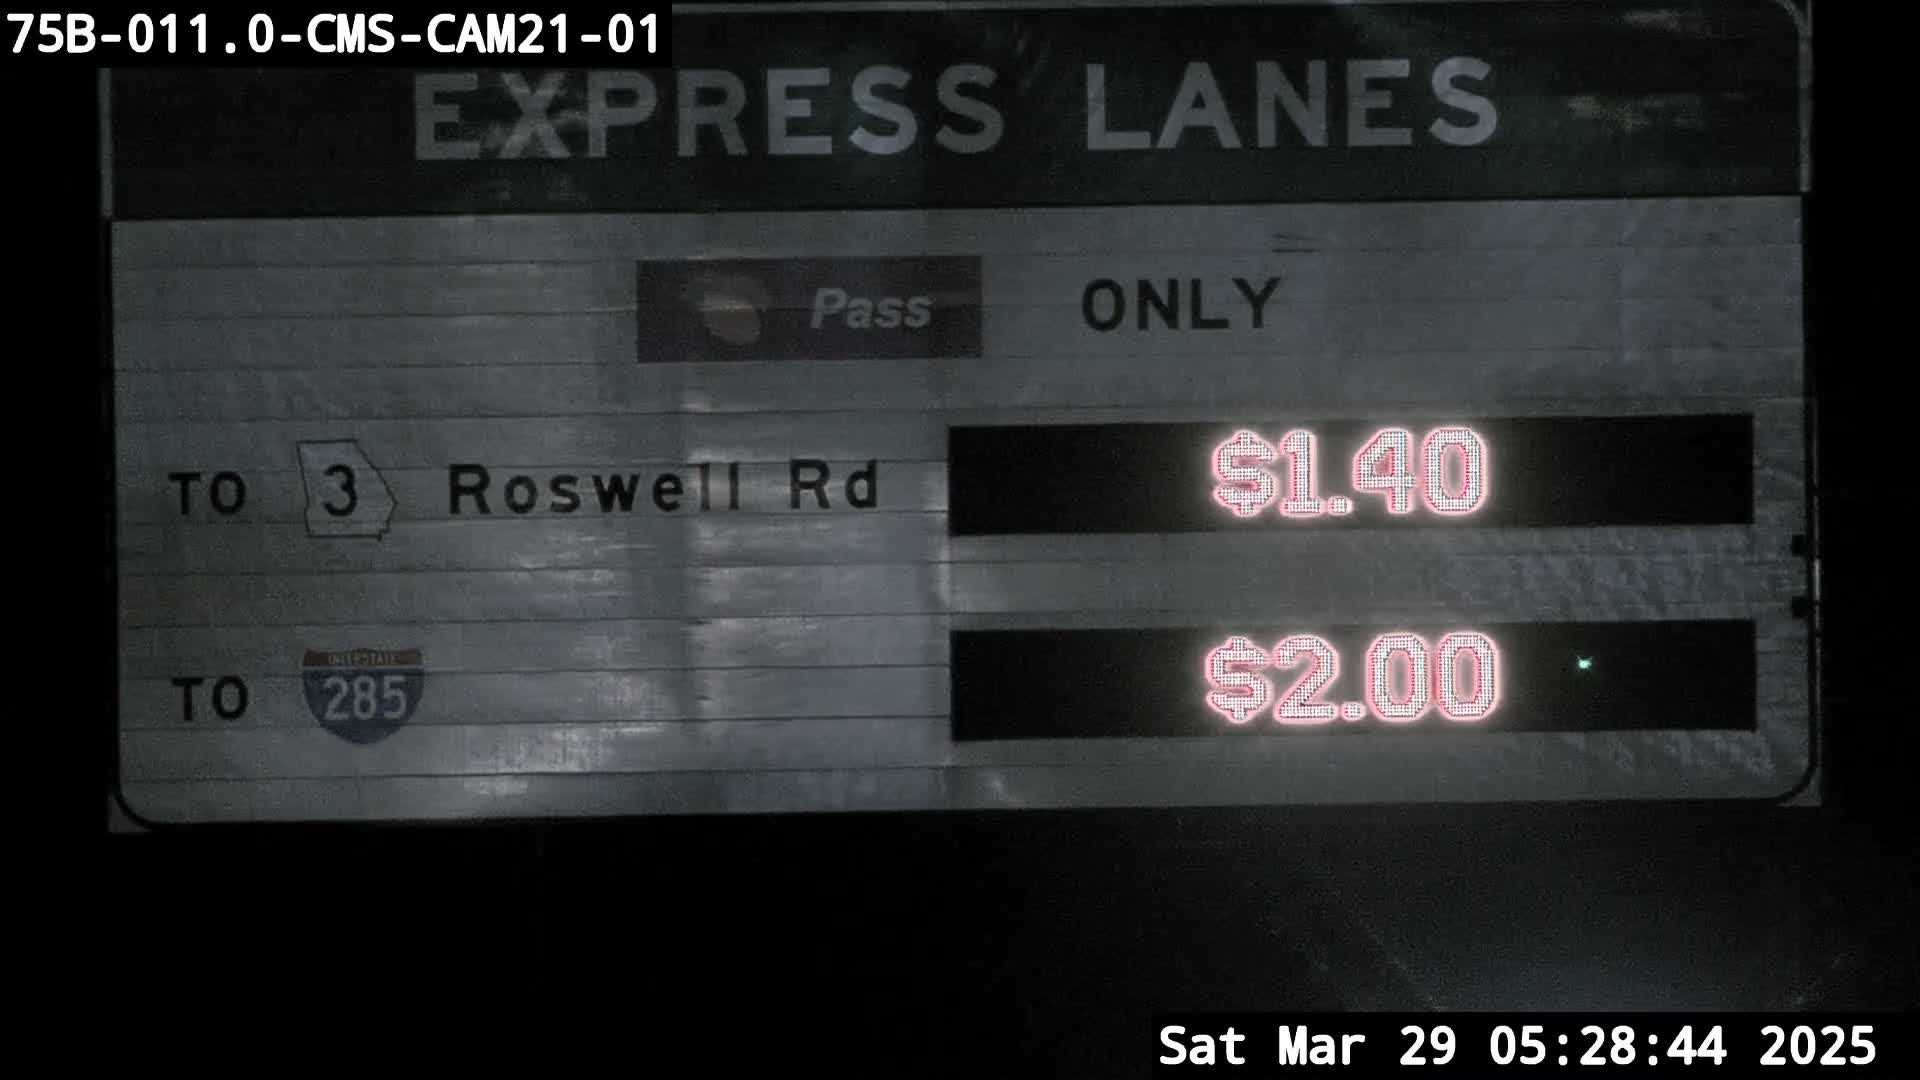 75B-011.0-CMS-CAM21-01
EXPRESS LANES
Pass ONLY
TO 3 Roswell Rd $1.40
INTERSTATE
TO 285 $2.00
Sat Mar 29 05:28:44 2025